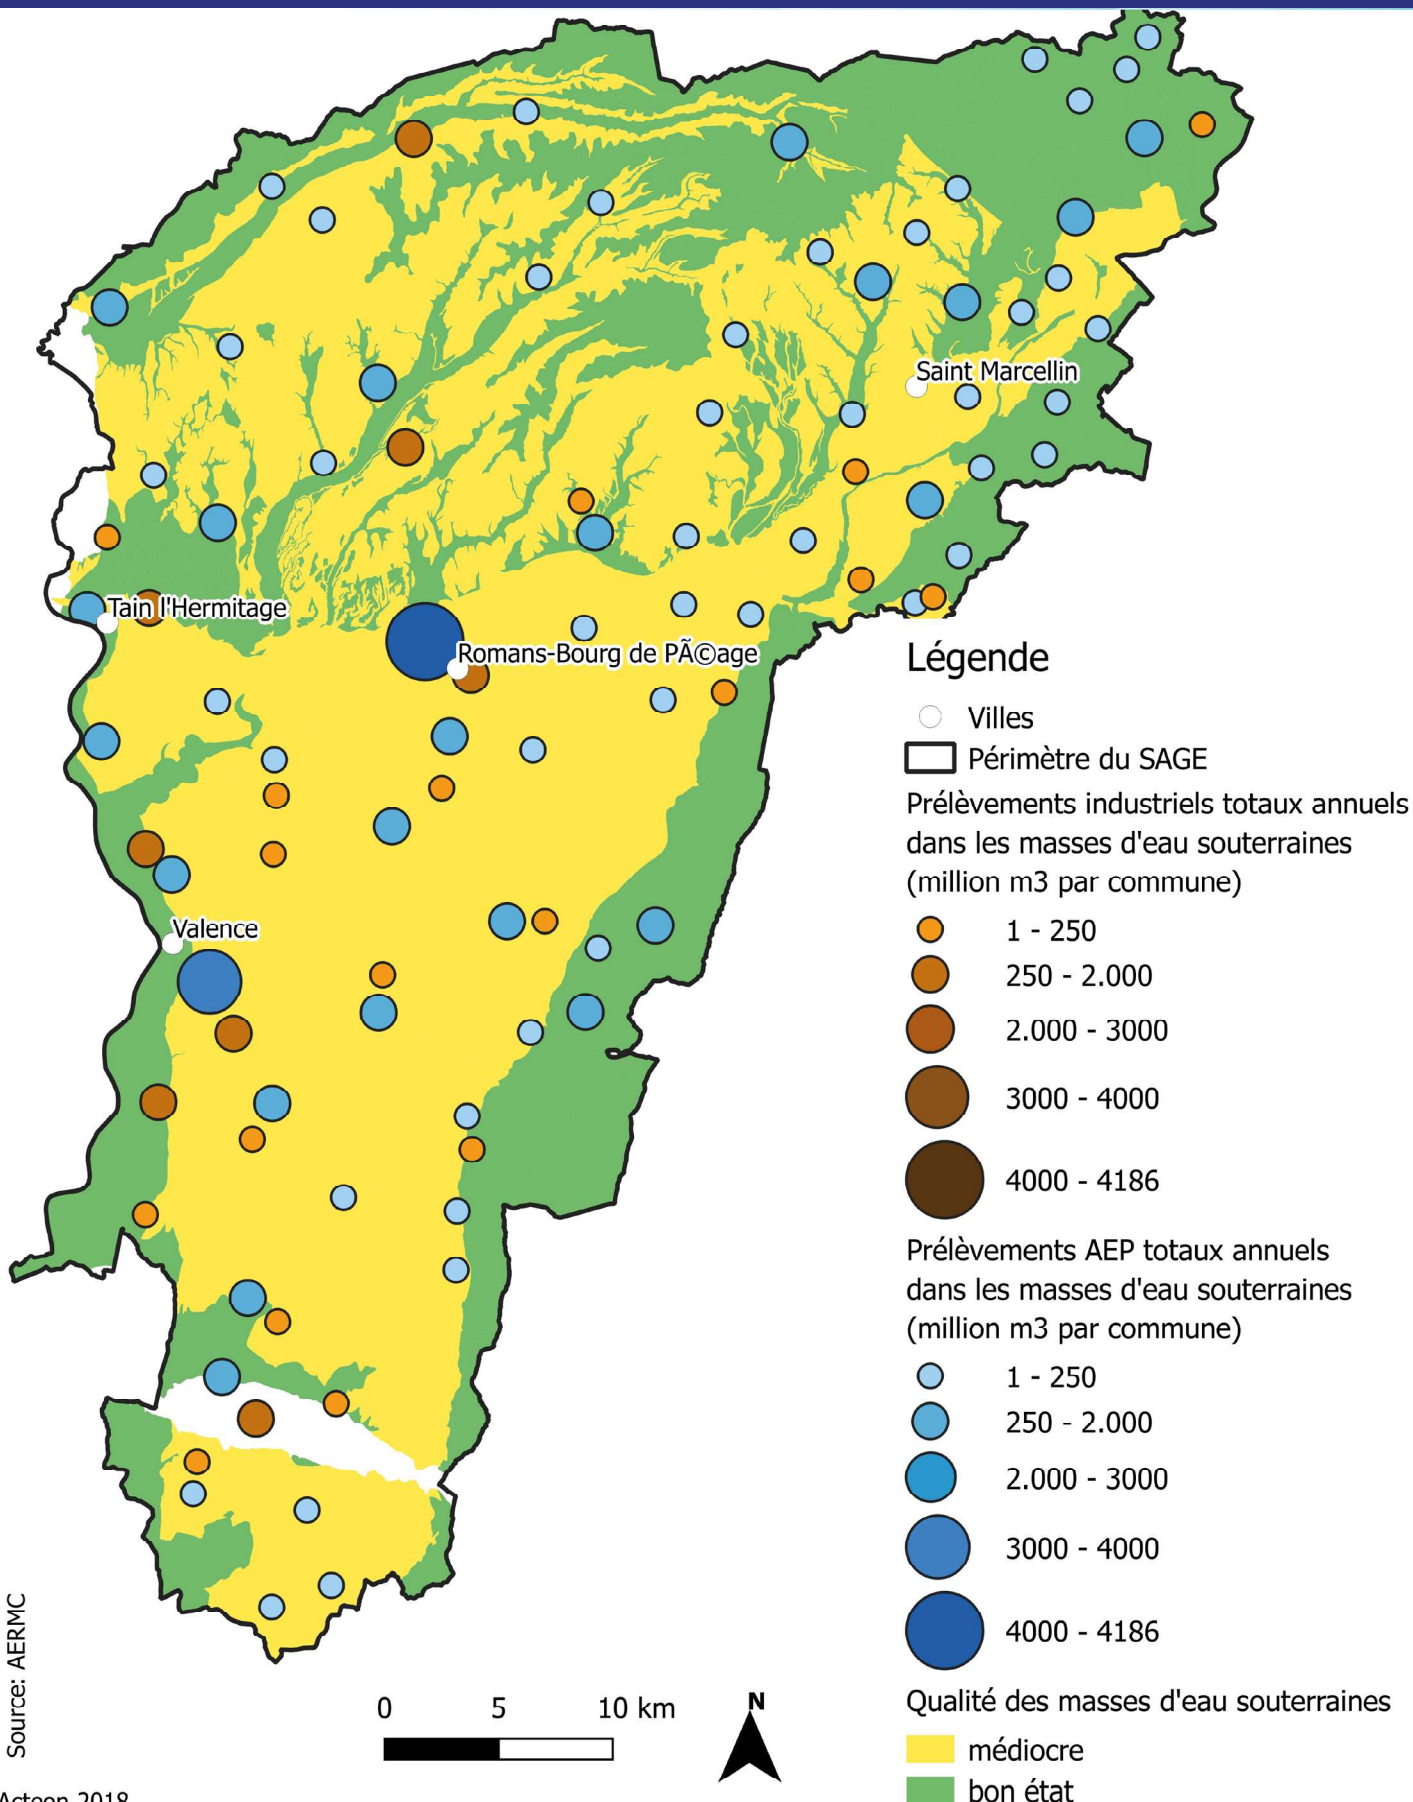 Saint Marcellin
Tain l'Hermitage
Romans-Bourg de PÃ©age
Valence
Légende
Villes
Périmètre du SAGE
Prélèvements industriels totaux annuels
dans les masses d'eau souterraines
(million m3 par commune)
1 - 250
250 - 2.000
2.000 - 3000
3000 - 4000
4000 - 4186
Prélèvements AEP totaux annuels
dans les masses d'eau souterraines
(million m3 par commune)
1 - 250
250 - 2.000
2.000 - 3000
3000 - 4000
4000 - 4186
Qualité des masses d'eau souterraines
médiocre
bon état
0 5 10 km
N
Source: AERMC
Acteon 2018